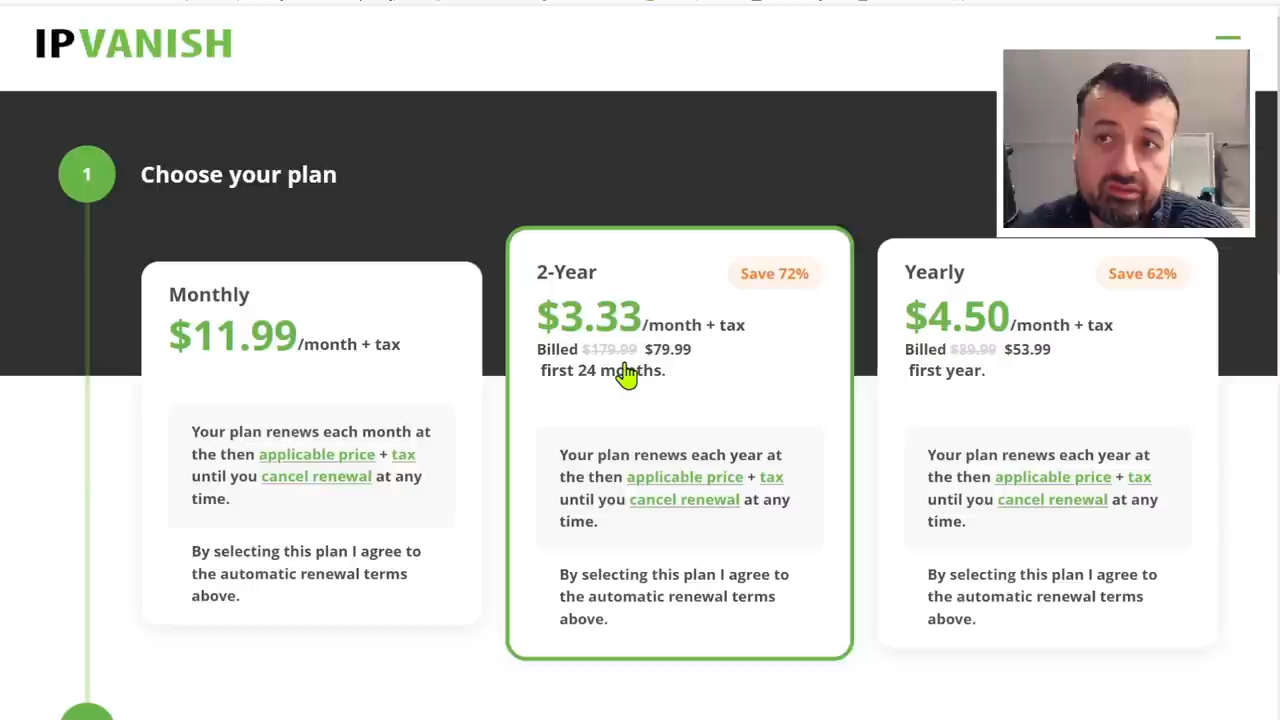 IPVANISH
1
Choose your plan
Monthly
$11.99/month + tax
Your plan renews each month at
the then applicable price + tax
until you cancel renewal at any
time.
By selecting this plan I agree to
the automatic renewal terms
above.
2-Year
Save 72%
$3.33/month + tax
Billed $179.99 $79.99
first 24 months.
Your plan renews each year at
the then applicable price + tax
until you cancel renewal at any
time.
By selecting this plan I agree to
the automatic renewal terms
above.
Yearly
Save 62%
$4.50/month + tax
Billed $89.99 $53.99
first year.
Your plan renews each year at
the then applicable price + tax
until you cancel renewal at any
time.
By selecting this plan I agree to
the automatic renewal terms
above.